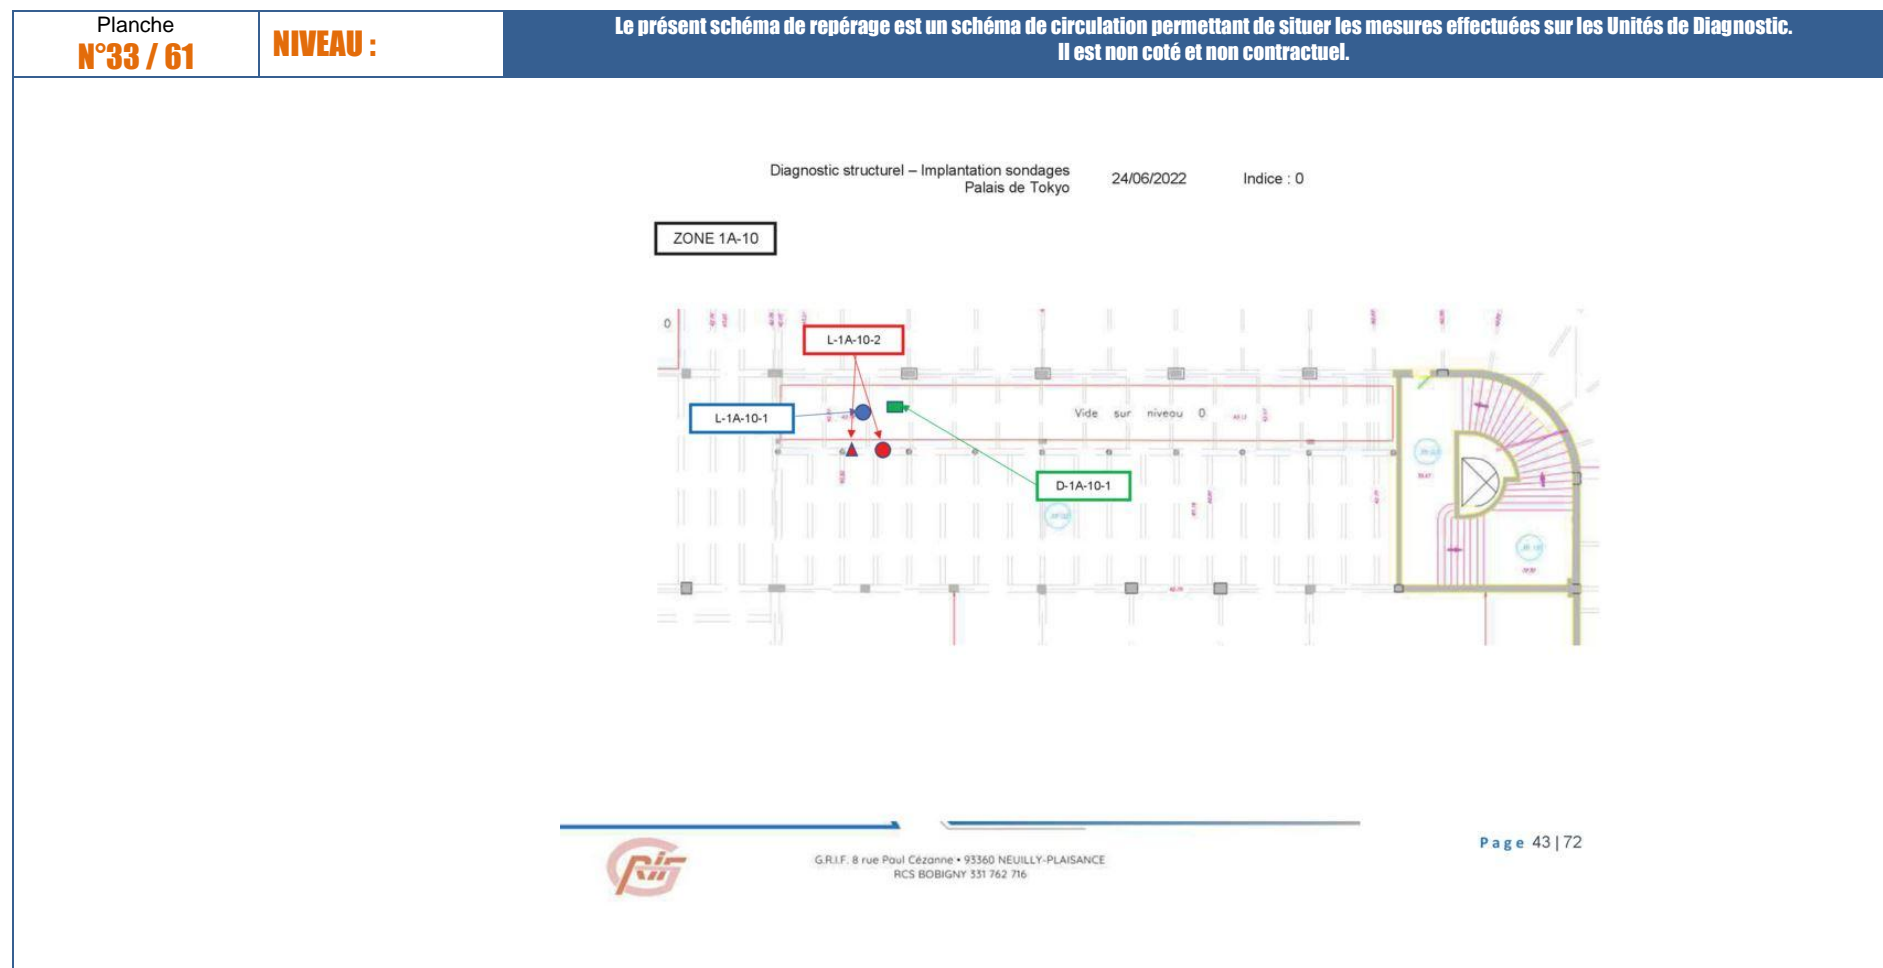 Planche
N°33 / 61
NIVEAU :
Le présent schéma de repérage est un schéma de circulation permettant de situer les mesures effectuées sur les Unités de Diagnostic.
Il est non coté et non contractuel.
Diagnostic structurel – Implantation sondages
Palais de Tokyo
24/06/2022
Indice : 0
ZONE 1A-10
0
L-1A-10-2
L-1A-10-1
Vide sur niveau 0
D-1A-10-1
Page 43 | 72
G.R.I.F. 8 rue Paul Cézanne • 93360 NEUILLY-PLAISANCE
RCS BOBIGNY 331 762 716